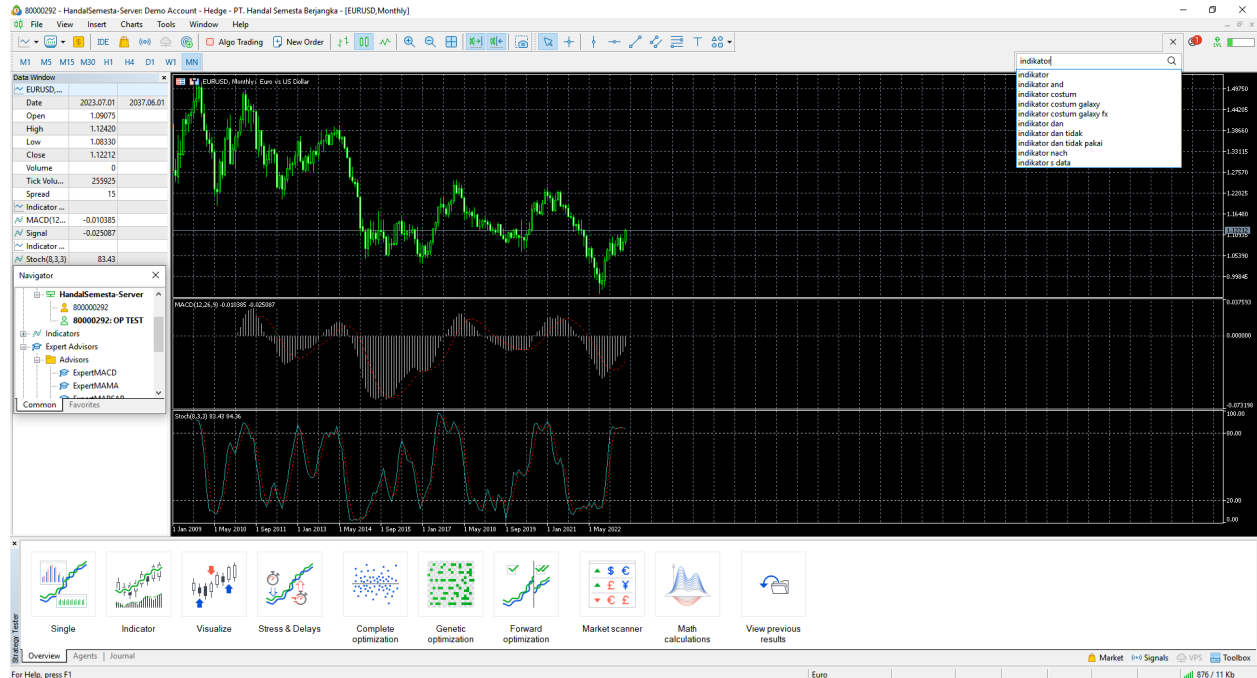 80000292 - HandalSemesta-Server: Demo Account - Hedge - PT. Handal Semesta Berjangka - [EURUSD,Monthly]
File View Insert Charts Tools Window Help
IDE Algo Trading New Order
M1 M5 M15 M30 H1 H4 D1 W1 MN
indikator
indikator
indikator and
indikator costum
indikator costum galaxy
indikator costum galaxy fx
indikator dan
indikator dan tidak
indikator dan tidak pakai
indikator nach
indikator s data
Data Window
EURUSD,...
Date 2023.07.01 2037.06.01
Open 1.09075
High 1.12420
Low 1.08330
Close 1.12212
Volume 0
Tick Volu... 255925
Spread 15
Indicator ...
MACD(12... -0.010385
Signal -0.025087
Indicator ...
Stoch(8,3,3) 83.43
Navigator
HandalSemesta-Server
80000292
80000292: OP TEST
Indicators
Expert Advisors
Advisors
ExpertMACD
ExpertMAMA
Common Favorites
EURUSD, Monthly: Euro vs US Dollar
1.49750
1.44205
1.38660
1.33115
1.27570
1.22025
1.16480
1.12212
1.05390
0.99845
MACD(12,26,9) -0.010385 -0.025087
0.037593
0.000000
-0.073198
Stoch(8,3,3) 83.43 84.36
100.00
80.00
20.00
0.00
1 Jan 2009 1 May 2010 1 Sep 2011 1 Jan 2013 1 May 2014 1 Sep 2015 1 Jan 2017 1 May 2018 1 Sep 2019 1 Jan 2021 1 May 2022
Strategy Tester
Single
Indicator
Visualize
Stress & Delays
Complete optimization
Genetic optimization
Forward optimization
Market scanner
Math calculations
View previous results
Overview Agents Journal
Market Signals VPS Toolbox
For Help, press F1
Euro
876 / 11 Kb